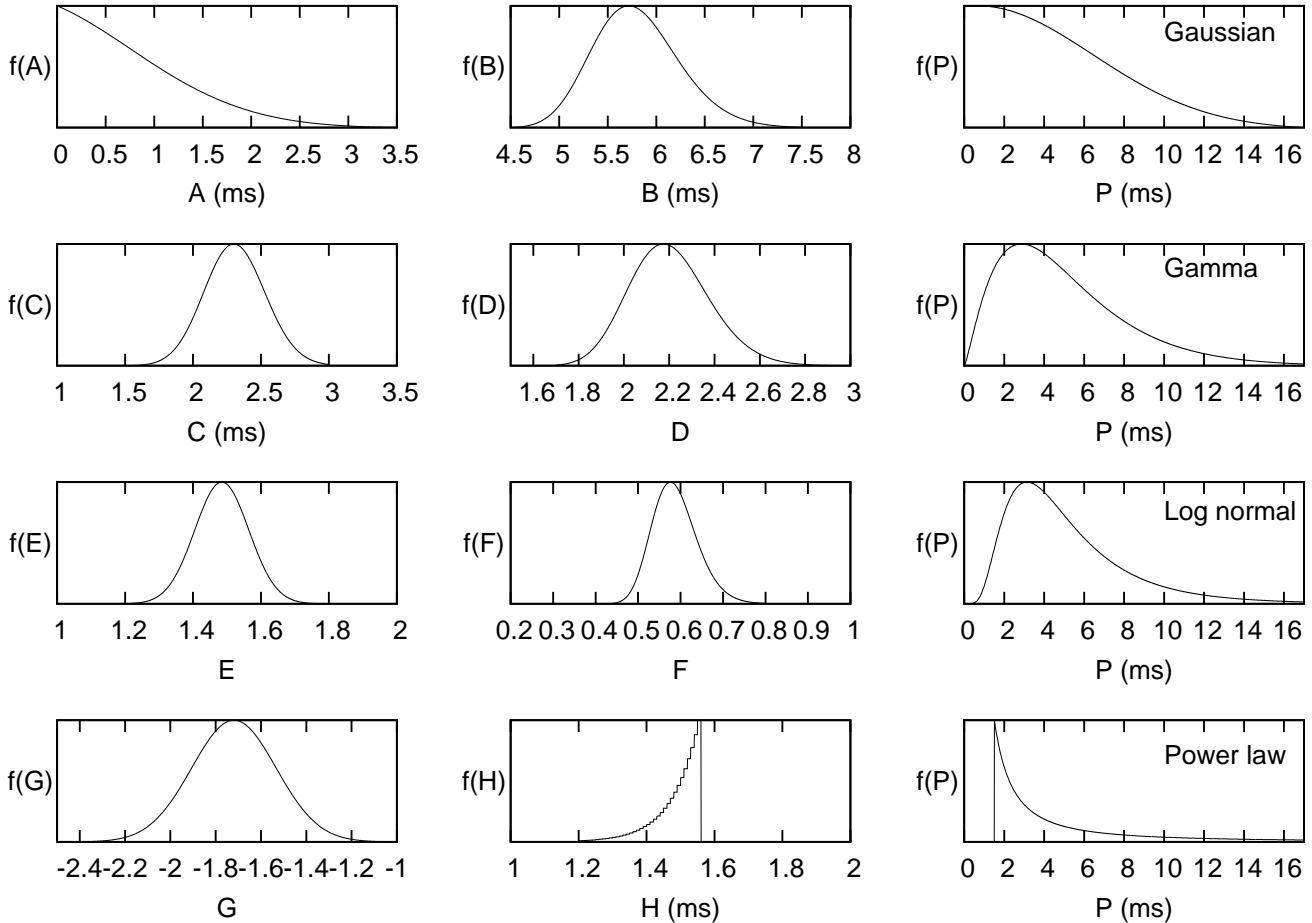 f(A)
0 0.5 1 1.5 2 2.5 3 3.5
A (ms)
f(B)
4.5 5 5.5 6 6.5 7 7.5 8
B (ms)
f(P)
Gaussian
0 2 4 6 8 10 12 14 16
P (ms)
f(C)
1 1.5 2 2.5 3 3.5
C (ms)
f(D)
1.6 1.8 2 2.2 2.4 2.6 2.8 3
D
f(P)
Gamma
0 2 4 6 8 10 12 14 16
P (ms)
f(E)
1 1.2 1.4 1.6 1.8 2
E
f(F)
0.2 0.3 0.4 0.5 0.6 0.7 0.8 0.9 1
F
f(P)
Log normal
0 2 4 6 8 10 12 14 16
P (ms)
f(G)
-2.4 -2.2 -2 -1.8 -1.6 -1.4 -1.2 -1
G
f(H)
1 1.2 1.4 1.6 1.8 2
H (ms)
f(P)
Power law
0 2 4 6 8 10 12 14 16
P (ms)